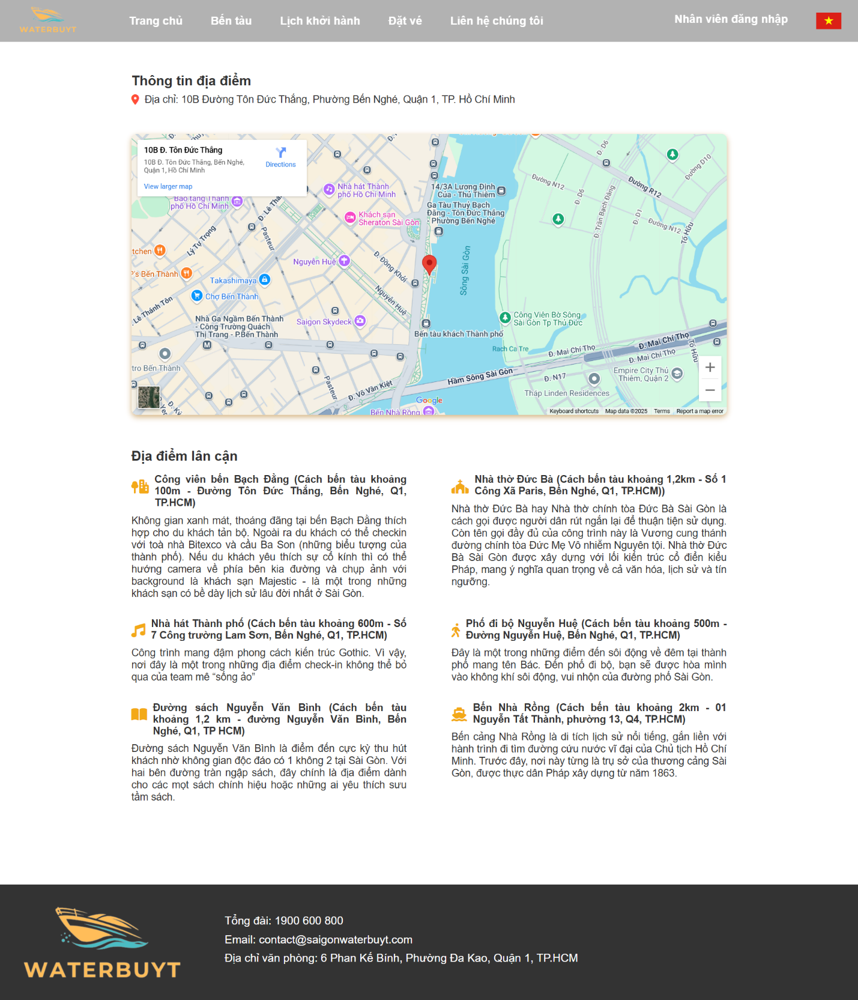 WATERBUYT
Trang chủ
Bến tàu
Lịch khởi hành
Đặt vé
Liên hệ chúng tôi
Nhân viên đăng nhập
Thông tin địa điểm
Địa chỉ: 10B Đường Tôn Đức Thắng, Phường Bến Nghé, Quận 1, TP. Hồ Chí Minh
10B Đ. Tôn Đức Thắng
10B Đ. Tôn Đức Thắng, Bến Nghé,
Quận 1, Hồ Chí Minh
Directions
View larger map
Bảo tàng Thành
phố Hồ Chí Minh
Nhà hát Thành
phố Hồ Chí Minh
Khách sạn
Sheraton Sài Gòn
14/3A Lương Định
Của - Thủ Thiêm
Ga Tàu Thuỷ Bạch
Đằng - Tôn Đức Thắng
- Phường Bến Nghé
Đ. D6
Đường N12
Đ. D6
Đ. Trần Bạch Đằng
Đường R12
Đường D10
Đ. D1
Đường N12
Tố Hữu
Lý Tự Trọng
Pasteur
Đ. Đồng Khởi
Nguyễn Huệ
Nguyễn Huệ
Sông Sài Gòn
tchen
's Bến Thành
Takashimaya
Chợ Bến Thành
Lê Thánh Tôn
Nhà Ga Ngầm Bến Thành
- Công Trường Quách
Thị Trang - P.Bến Thành
Saigon Skydeck
Bến tàu khách Thành phố
Công Viên Bờ Sông
Sài Gòn Tp Thủ Đức
Rach Ca Tre
Đ. Mai Chí Thọ
Đ. Mai Chí Thọ
Đ. Mai Chí Thọ
Tố Hữu
tro Bến Thành
Pasteur
Đ. Võ Văn Kiệt
Hầm Sông Sài Gòn
Đ. N17
Empire City Thủ
Thiêm, Quận 2
Tháp Linden Residences
Bến Nhà Rồng
Google
Keyboard shortcuts
Map data ©2025
Terms
Report a map error
Địa điểm lân cận
Công viên bến Bạch Đằng (Cách bến tàu khoảng
100m - Đường Tôn Đức Thắng, Bến Nghé, Q1,
TP.HCM)
Không gian xanh mát, thoáng đãng tại bến Bạch Đằng thích
hợp cho du khách tản bộ. Ngoài ra du khách có thể checkin
với toà nhà Bitexco và cầu Ba Son (những biểu tượng của
thành phố). Nếu du khách yêu thích sự cổ kính thì có thể
hướng camera về phía bên kia đường và chụp ảnh với
background là khách sạn Majestic - là một trong những
khách sạn có bề dày lịch sử lâu đời nhất ở Sài Gòn.
Nhà thờ Đức Bà (Cách bến tàu khoảng 1,2km - Số 1
Công Xã Paris, Bến Nghé, Q1, TP.HCM))
Nhà thờ Đức Bà hay Nhà thờ chính tòa Đức Bà Sài Gòn là
cách gọi được người dân rút ngắn lại để thuận tiện sử dụng.
Còn tên gọi đầy đủ của công trình này là Vương cung thánh
đường chính tòa Đức Mẹ Vô nhiễm Nguyên tội. Nhà thờ Đức
Bà Sài Gòn được xây dựng với lối kiến trúc cổ điển kiểu
Pháp, mang ý nghĩa quan trọng về cả văn hóa, lịch sử và tín
ngưỡng.
Nhà hát Thành phố (Cách bến tàu khoảng 600m - Số
7 Công trường Lam Sơn, Bến Nghé, Q1, TP.HCM)
Công trình mang đậm phong cách kiến trúc Gothic. Vì vậy,
nơi đây là một trong những địa điểm check-in không thể bỏ
qua của team mê “sống ảo”
Phố đi bộ Nguyễn Huệ (Cách bến tàu khoảng 500m -
Đường Nguyễn Huệ, Bến Nghé, Q1, TP.HCM)
Đây là một trong những điểm đến sôi động về đêm tại thành
phố mang tên Bác. Đến phố đi bộ, bạn sẽ được hòa mình
vào không khí sôi động, vui nhộn của đường phố Sài Gòn.
Đường sách Nguyễn Văn Bình (Cách bến tàu
khoảng 1,2 km - đường Nguyễn Văn Bình, Bến
Nghé, Q1, TP HCM)
Đường sách Nguyễn Văn Bình là điểm đến cực kỳ thu hút
khách nhờ không gian độc đáo có 1 không 2 tại Sài Gòn. Với
hai bên đường tràn ngập sách, đây chính là địa điểm dành
cho các mọt sách chính hiệu hoặc những ai yêu thích sưu
tầm sách.
Bến Nhà Rồng (Cách bến tàu khoảng 2km - 01
Nguyễn Tất Thành, phường 13, Q4, TP.HCM)
Bến cảng Nhà Rồng là di tích lịch sử nổi tiếng, gắn liền với
hành trình đi tìm đường cứu nước vĩ đại của Chủ tịch Hồ Chí
Minh. Trước đây, nơi này từng là trụ sở của thương cảng Sài
Gòn, được thực dân Pháp xây dựng từ năm 1863.
WATERBUYT
Tổng đài: 1900 600 800
Email: contact@saigonwaterbuyt.com
Địa chỉ văn phòng: 6 Phan Kế Bính, Phường Đa Kao, Quận 1, TP.HCM